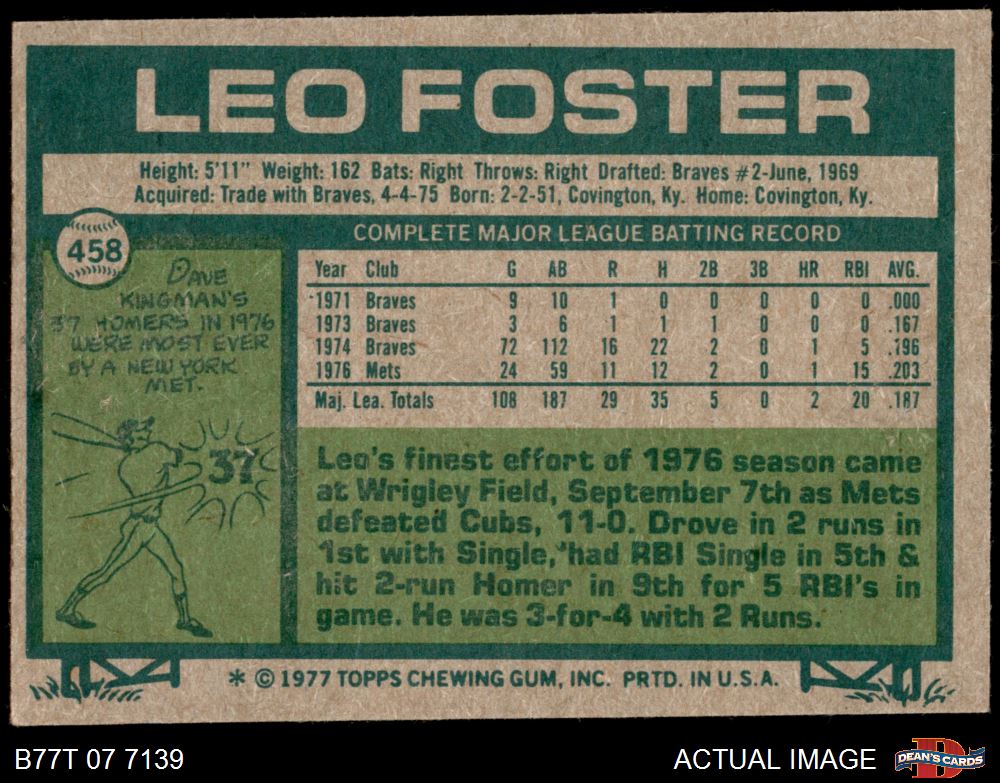 LEO FOSTER
Height: 5'11" Weight: 162 Bats: Right Throws: Right Drafted: Braves #2-June, 1969
Acquired: Trade with Braves, 4-4-75 Born: 2-2-51, Covington, Ky. Home: Covington, Ky.
458
DAVE
KINGMAN'S
37 HOMERS IN 1976
WERE MOST EVER
BY A NEW YORK
MET.
37
COMPLETE MAJOR LEAGUE BATTING RECORD
Year Club G AB R H 2B 3B HR RBI AVG.
1971 Braves 9 10 1 0 0 0 0 0 .000
1973 Braves 3 6 1 1 1 0 0 0 .167
1974 Braves 72 112 16 22 2 0 1 5 .196
1976 Mets 24 59 11 12 2 0 1 15 .203
Maj. Lea. Totals 108 187 29 35 5 0 2 20 .187
Leo's finest effort of 1976 season came
at Wrigley Field, September 7th as Mets
defeated Cubs, 11-0. Drove in 2 runs in
1st with Single, had RBI Single in 5th &
hit 2-run Homer in 9th for 5 RBI's in
game. He was 3-for-4 with 2 Runs.
* © 1977 TOPPS CHEWING GUM, INC. PRTD. IN U.S.A.
B77T 07 7139
ACTUAL IMAGE
D
DEAN'S CARDS